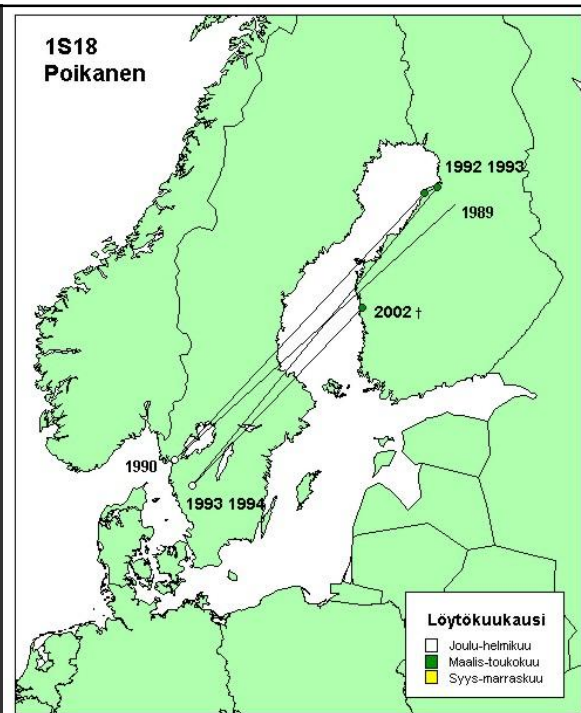 1S18
Poikanen
1992 1993
1989
2002 †
1990
1993 1994
Löytökuukausi
Joulu-helmikuu
Maalis-toukokuu
Syys-marraskuu